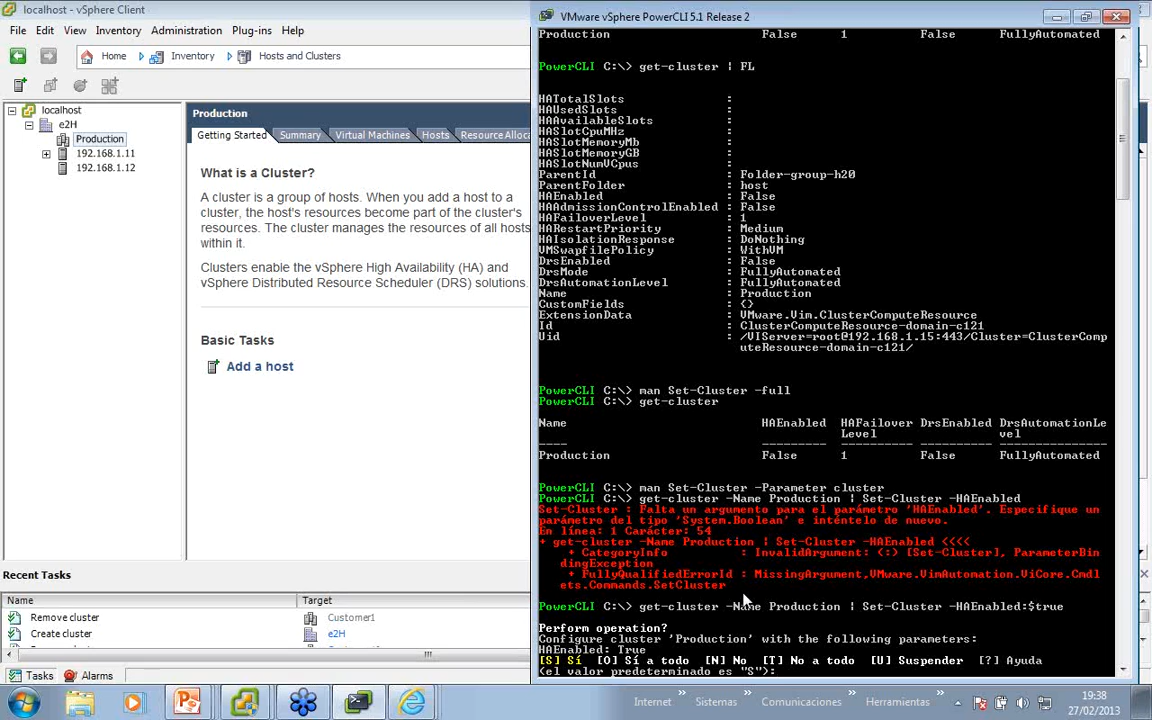 localhost - vSphere Client
File Edit View Inventory Administration Plug-ins Help
Home Inventory Hosts and Clusters
localhost
e2H
Production
192.168.1.11
192.168.1.12
Production
Getting Started Summary Virtual Machines Hosts Resource Alloca
What is a Cluster?
A cluster is a group of hosts. When you add a host to a
cluster, the host's resources become part of the cluster's
resources. The cluster manages the resources of all hosts
within it.
Clusters enable the vSphere High Availability (HA) and
vSphere Distributed Resource Scheduler (DRS) solutions.
Basic Tasks
Add a host
Recent Tasks
Name Target
Remove cluster Customer1
Create cluster e2H
Tasks Alarms
VMware vSphere PowerCLI 5.1 Release 2
Production False 1 False FullyAutomated
PowerCLI C:\> get-cluster | FL
HATotalSlots :
HAUsedSlots :
HAAvailableSlots :
HASlotCpuMHz :
HASlotMemoryMb :
HASlotMemoryGB :
HASlotNumVCpus :
ParentId : Folder-group-h20
ParentFolder : host
HAEnabled : False
HAAdmissionControlEnabled : False
HAFailoverLevel : 1
HARestartPriority : Medium
HAIsolationResponse : DoNothing
VMSwapfilePolicy : WithVM
DrsEnabled : False
DrsMode : FullyAutomated
DrsAutomationLevel : FullyAutomated
Name : Production
CustomFields : {}
ExtensionData : VMware.Vim.ClusterComputeResource
Id : ClusterComputeResource-domain-c121
Uid : /VIServer=root@192.168.1.15:443/Cluster=ClusterComp
uteResource-domain-c121/
PowerCLI C:\> man Set-Cluster -full
PowerCLI C:\> get-cluster
Name HAEnabled HAFailover DrsEnabled DrsAutomationLe
Level vel
---- --------- ---------- ---------- ---------------
Production False 1 False FullyAutomated
PowerCLI C:\> man Set-Cluster -Parameter cluster
PowerCLI C:\> get-cluster -Name Production | Set-Cluster -HAEnabled
Set-Cluster : Falta un argumento para el parámetro 'HAEnabled'. Especifique un
parámetro del tipo 'System.Boolean' e inténtelo de nuevo.
En línea: 1 Carácter: 54
+ get-cluster -Name Production | Set-Cluster -HAEnabled <<<<
+ CategoryInfo : InvalidArgument: (:) [Set-Cluster], ParameterBin
dingException
+ FullyQualifiedErrorId : MissingArgument,VMware.VimAutomation.ViCore.Cmdl
ets.Commands.SetCluster
PowerCLI C:\> get-cluster -Name Production | Set-Cluster -HAEnabled:$true
Perform operation?
Configure cluster 'Production' with the following parameters:
HAEnabled: True
[S] Sí [O] Sí a todo [N] No [T] No a todo [U] Suspender [?] Ayuda
(el valor predeterminado es "S"):
Internet Sistemas Comunicaciones Herramientas
19:38
27/02/2013